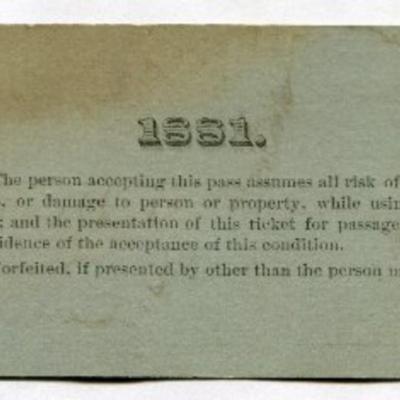 1881.
The person accepting this pass assumes all risk of
, or damage to person or property, while usin
; and the presentation of this ticket for passage
idence of the acceptance of this condition.
orfeited, if presented by other than the person n